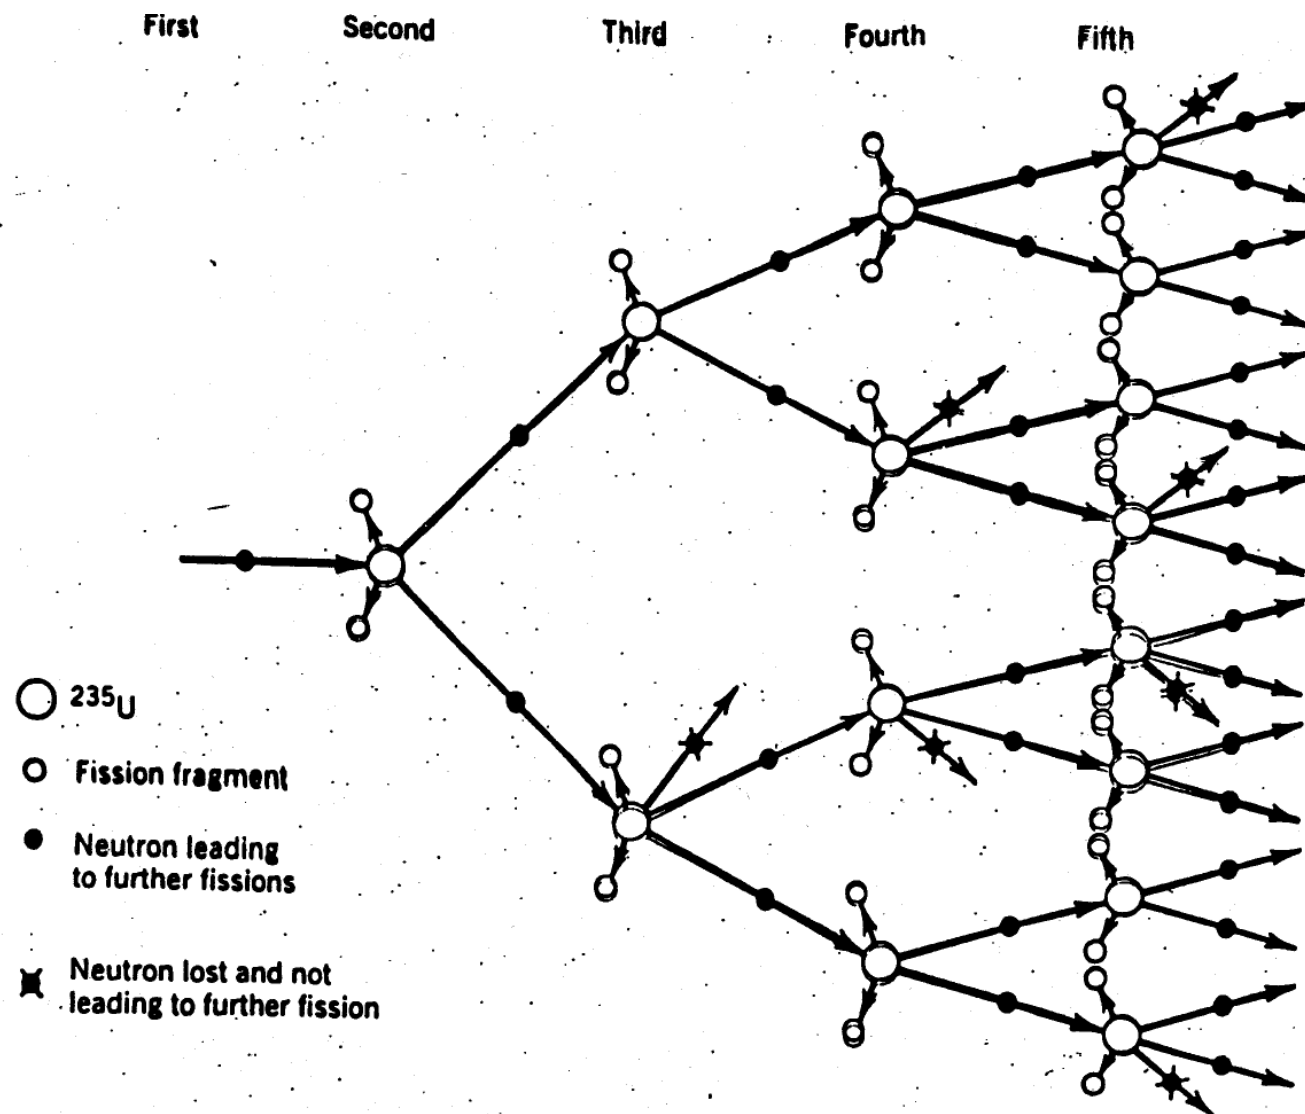 First Second Third Fourth Fifth
235U
Fission fragment
Neutron leading
to further fissions
Neutron lost and not
leading to further fission